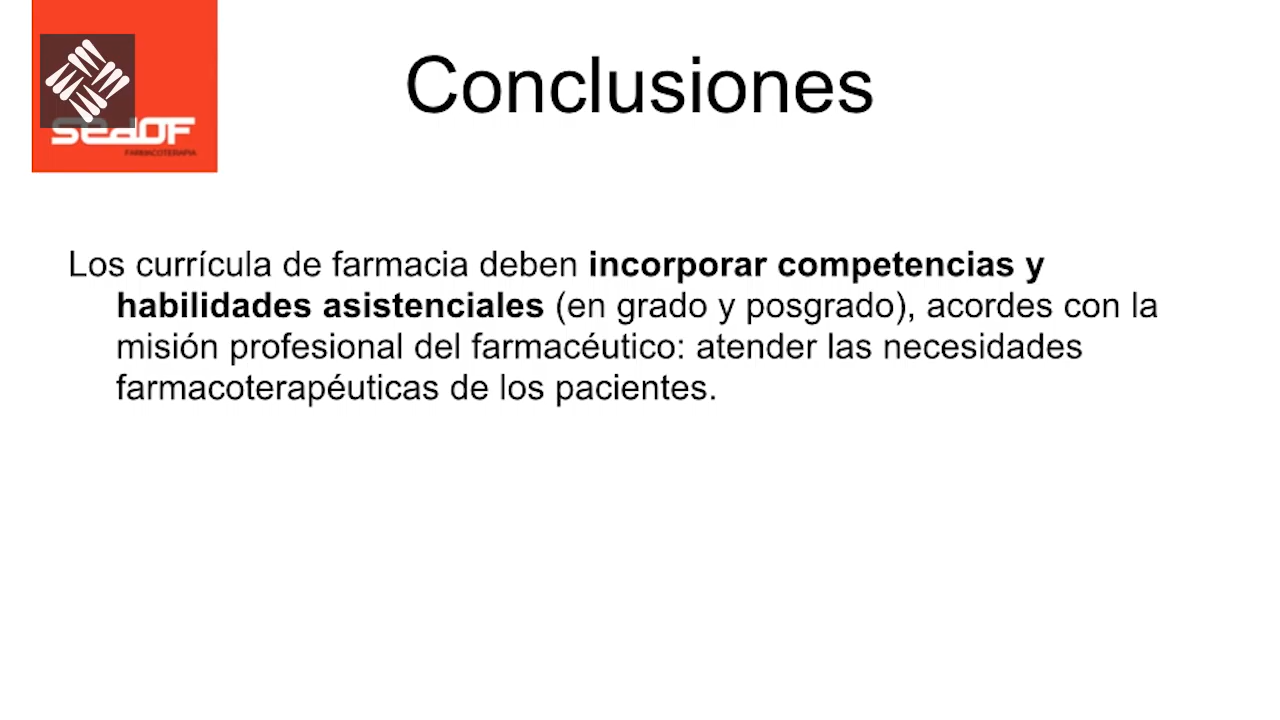 Conclusiones
sedOF
FARMACOTERAPIA
Los currícula de farmacia deben incorporar competencias y
habilidades asistenciales (en grado y posgrado), acordes con la
misión profesional del farmacéutico: atender las necesidades
farmacoterapéuticas de los pacientes.